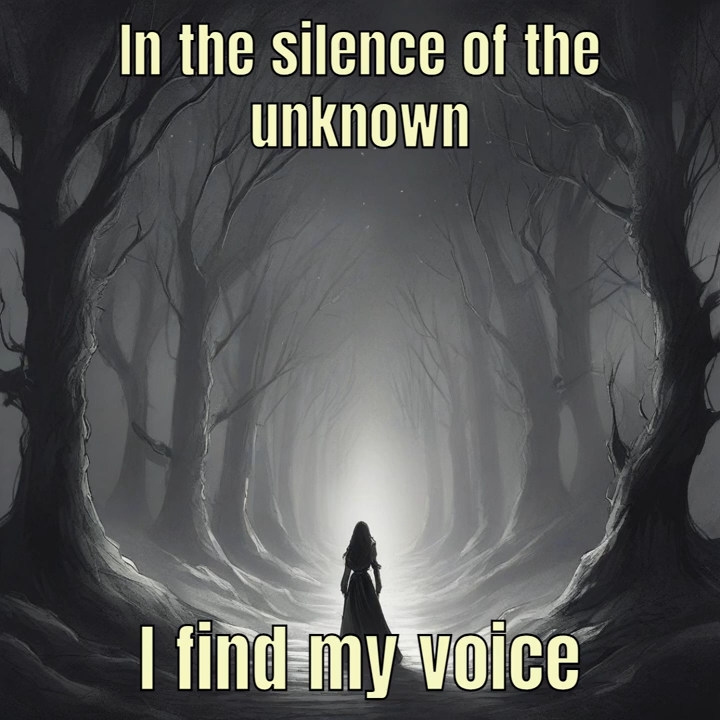 In the silence of the
unknown
I find my voice